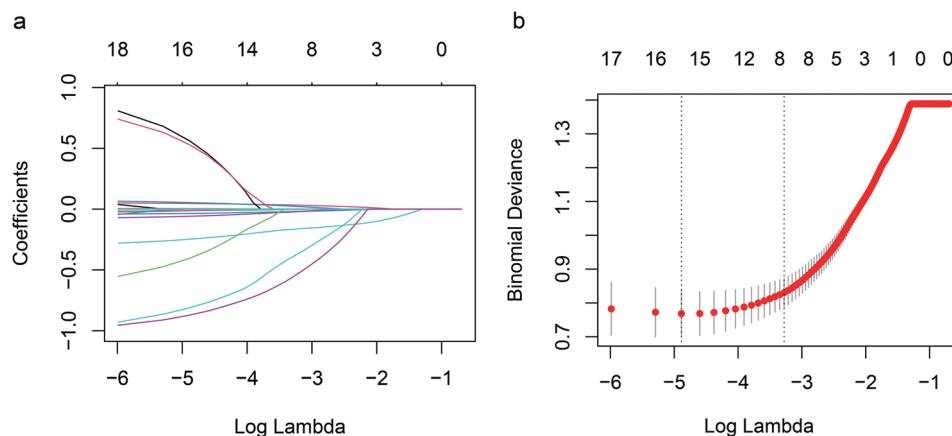 a
18 16 14 8 3 0
1.0
0.5
0.0
−0.5
−1.0
Coefficients
−6 −5 −4 −3 −2 −1
Log Lambda
b
17 16 15 12 8 8 5 3 1 0 0
1.3
1.1
0.9
0.7
Binomial Deviance
−6 −5 −4 −3 −2 −1
Log Lambda